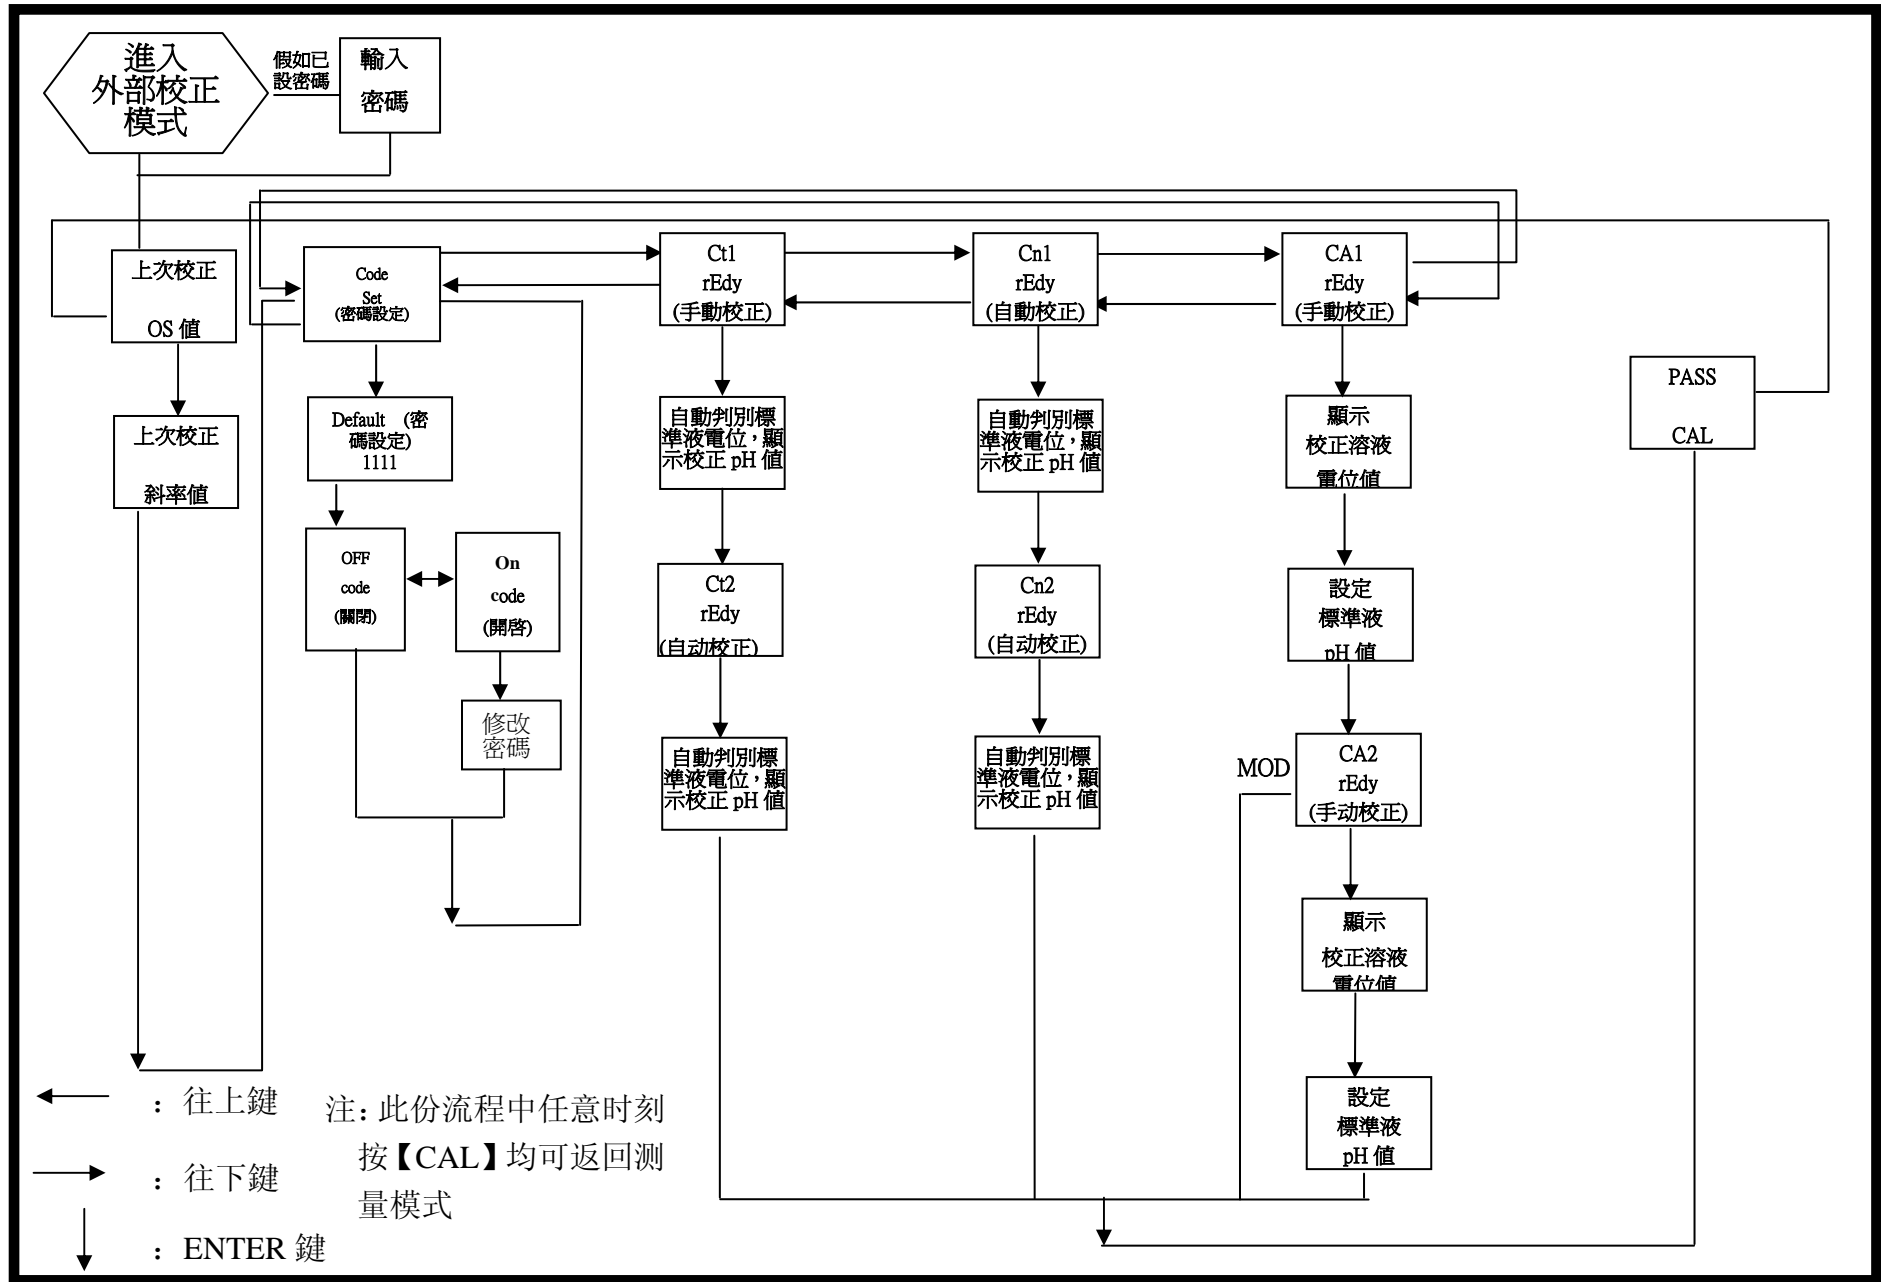 進入
外部校正
模式
假如已
設密碼
輸入
密碼
上次校正
OS 值
上次校正
斜率值
Code
Set
(密碼設定)
Default (密
碼設定)
1111
OFF
code
(關閉)
On
code
(開啓)
修改
密碼
Ct1
rEdy
(手動校正)
自動判別標
準液電位，顯
示校正 pH 值
Ct2
rEdy
(自动校正)
自動判別標
準液電位，顯
示校正 pH 值
Cn1
rEdy
(自動校正)
自動判別標
準液電位，顯
示校正 pH 值
Cn2
rEdy
(自动校正)
自動判別標
準液電位，顯
示校正 pH 值
CA1
rEdy
(手動校正)
顯示
校正溶液
電位值
設定
標準液
pH 值
MOD
CA2
rEdy
(手动校正)
顯示
校正溶液
電位值
設定
標準液
pH 值
PASS
CAL
：往上鍵
：往下鍵
：ENTER 鍵
注: 此份流程中任意时刻
按【CAL】均可返回测
量模式